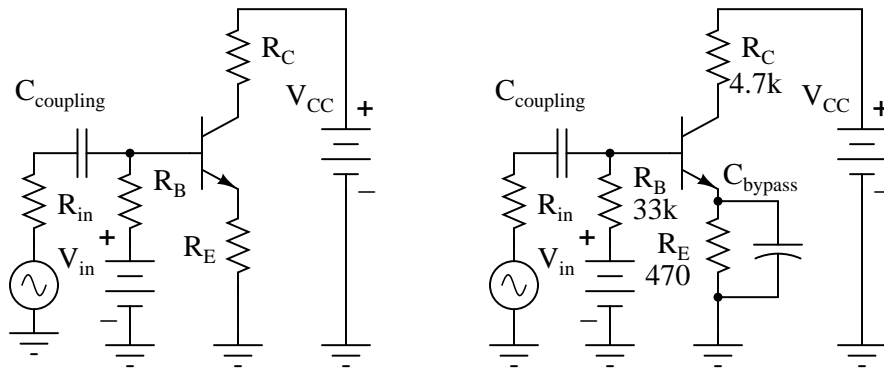 R_C
C_coupling
V_CC
+
R_B
R_in
−
+
R_E
V_in
−
R_C
4.7k
C_coupling
V_CC
+
R_B
33k
C_bypass
R_in
−
+
R_E
470
V_in
−